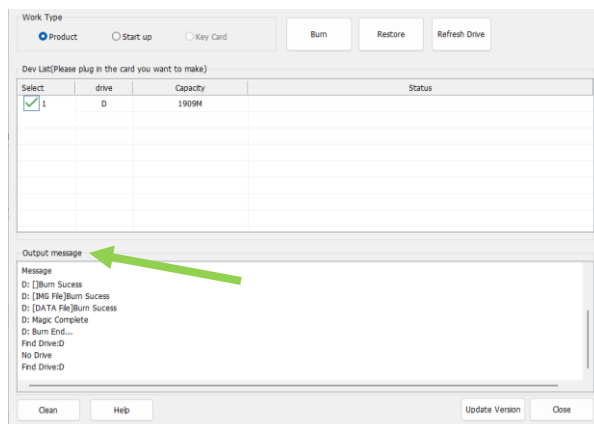 Work Type
Product Start up Key Card Burn Restore Refresh Drive
Dev List(Please plug in the card you want to make)
Select drive Capacity Status
1 D 1909M
Output message
Message
D: []Burn Sucess
D: [IMG File]Burn Sucess
D: [DATA File]Burn Sucess
D: Magic Complete
D: Burn End...
Find Drive:D
No Drive
Find Drive:D
Clean Help Update Version Close